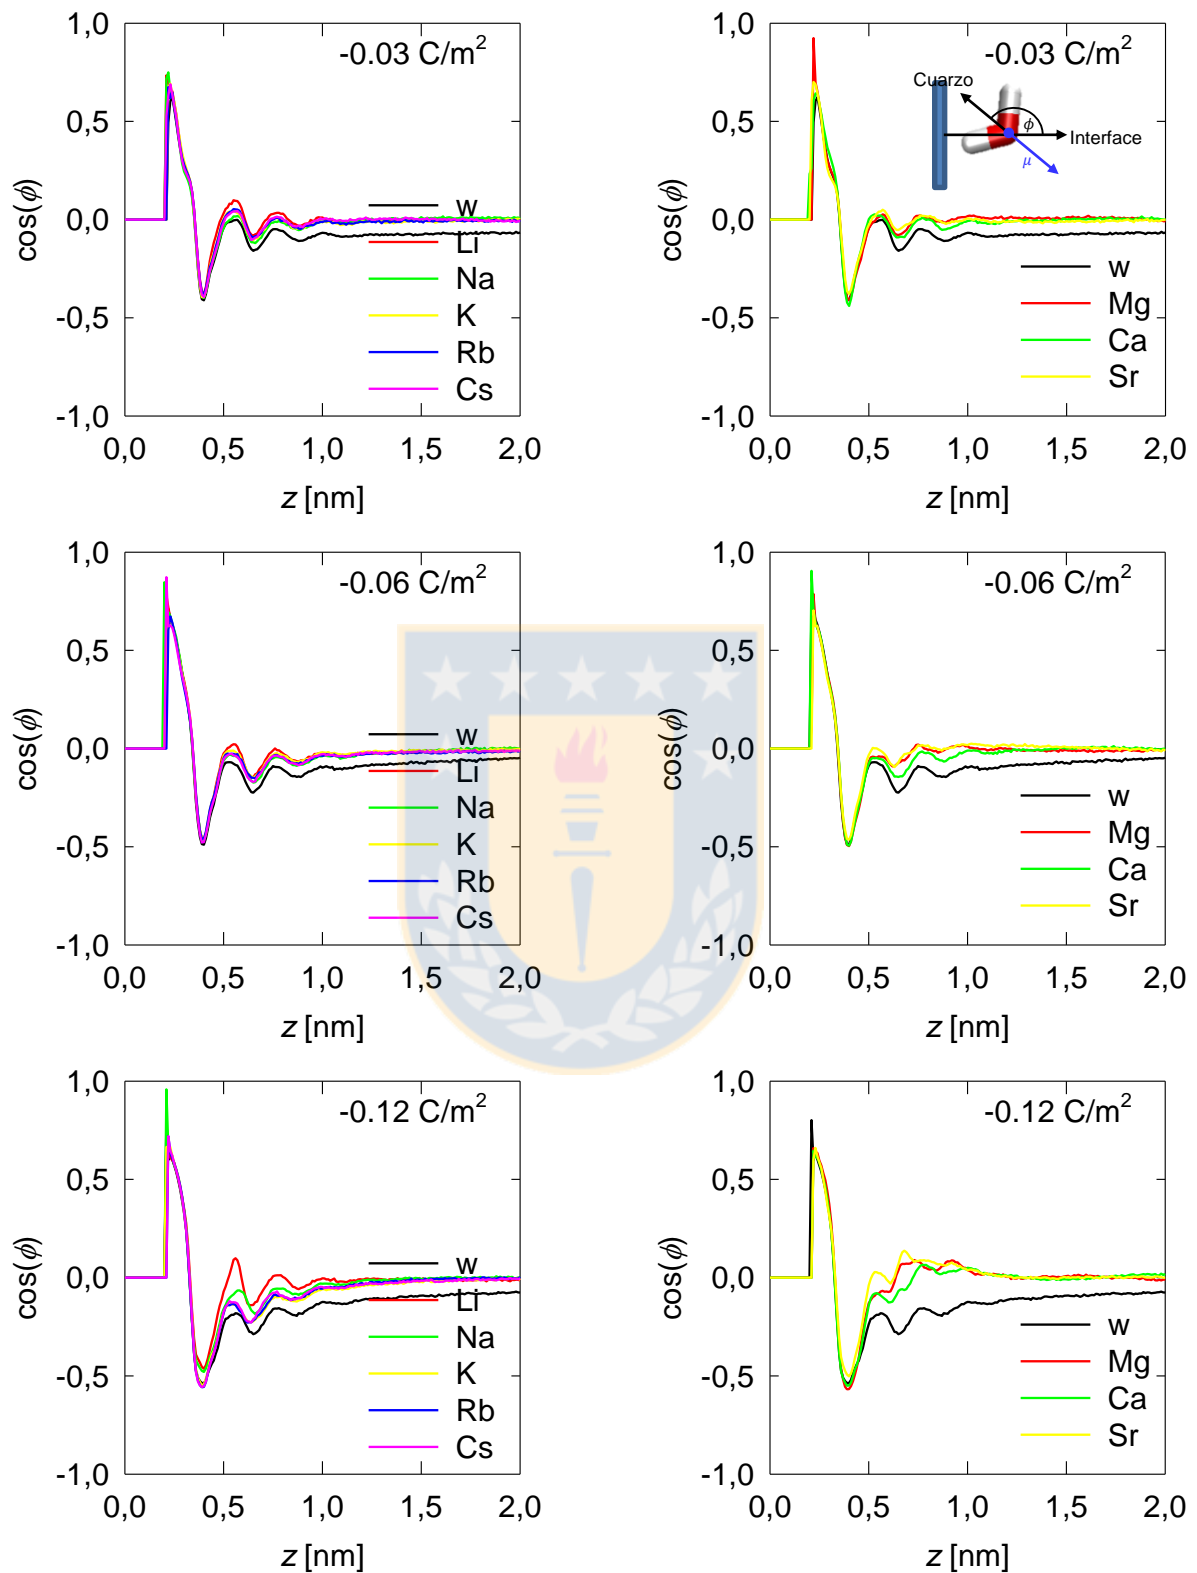 1,0
-0.03 C/m²
0,5
cos(ϕ)
0,0
w
Li
Na
-0,5
K
Rb
Cs
-1,0
0,0 0,5 1,0 1,5 2,0
z [nm]
1,0
-0.03 C/m²
Cuarzo
0,5
ϕ
Interface
μ
cos(ϕ)
0,0
w
Mg
-0,5
Ca
Sr
-1,0
0,0 0,5 1,0 1,5 2,0
z [nm]
1,0
-0.06 C/m²
0,5
cos(ϕ)
0,0
w
Li
Na
-0,5
K
Rb
Cs
-1,0
0,0 0,5 1,0 1,5 2,0
z [nm]
1,0
-0.06 C/m²
0,5
cos(ϕ)
0,0
w
Mg
-0,5
Ca
Sr
-1,0
0,0 0,5 1,0 1,5 2,0
z [nm]
1,0
-0.12 C/m²
0,5
cos(ϕ)
0,0
w
Li
Na
-0,5
K
Rb
Cs
-1,0
0,0 0,5 1,0 1,5 2,0
z [nm]
1,0
-0.12 C/m²
0,5
cos(ϕ)
0,0
w
Mg
-0,5
Ca
Sr
-1,0
0,0 0,5 1,0 1,5 2,0
z [nm]